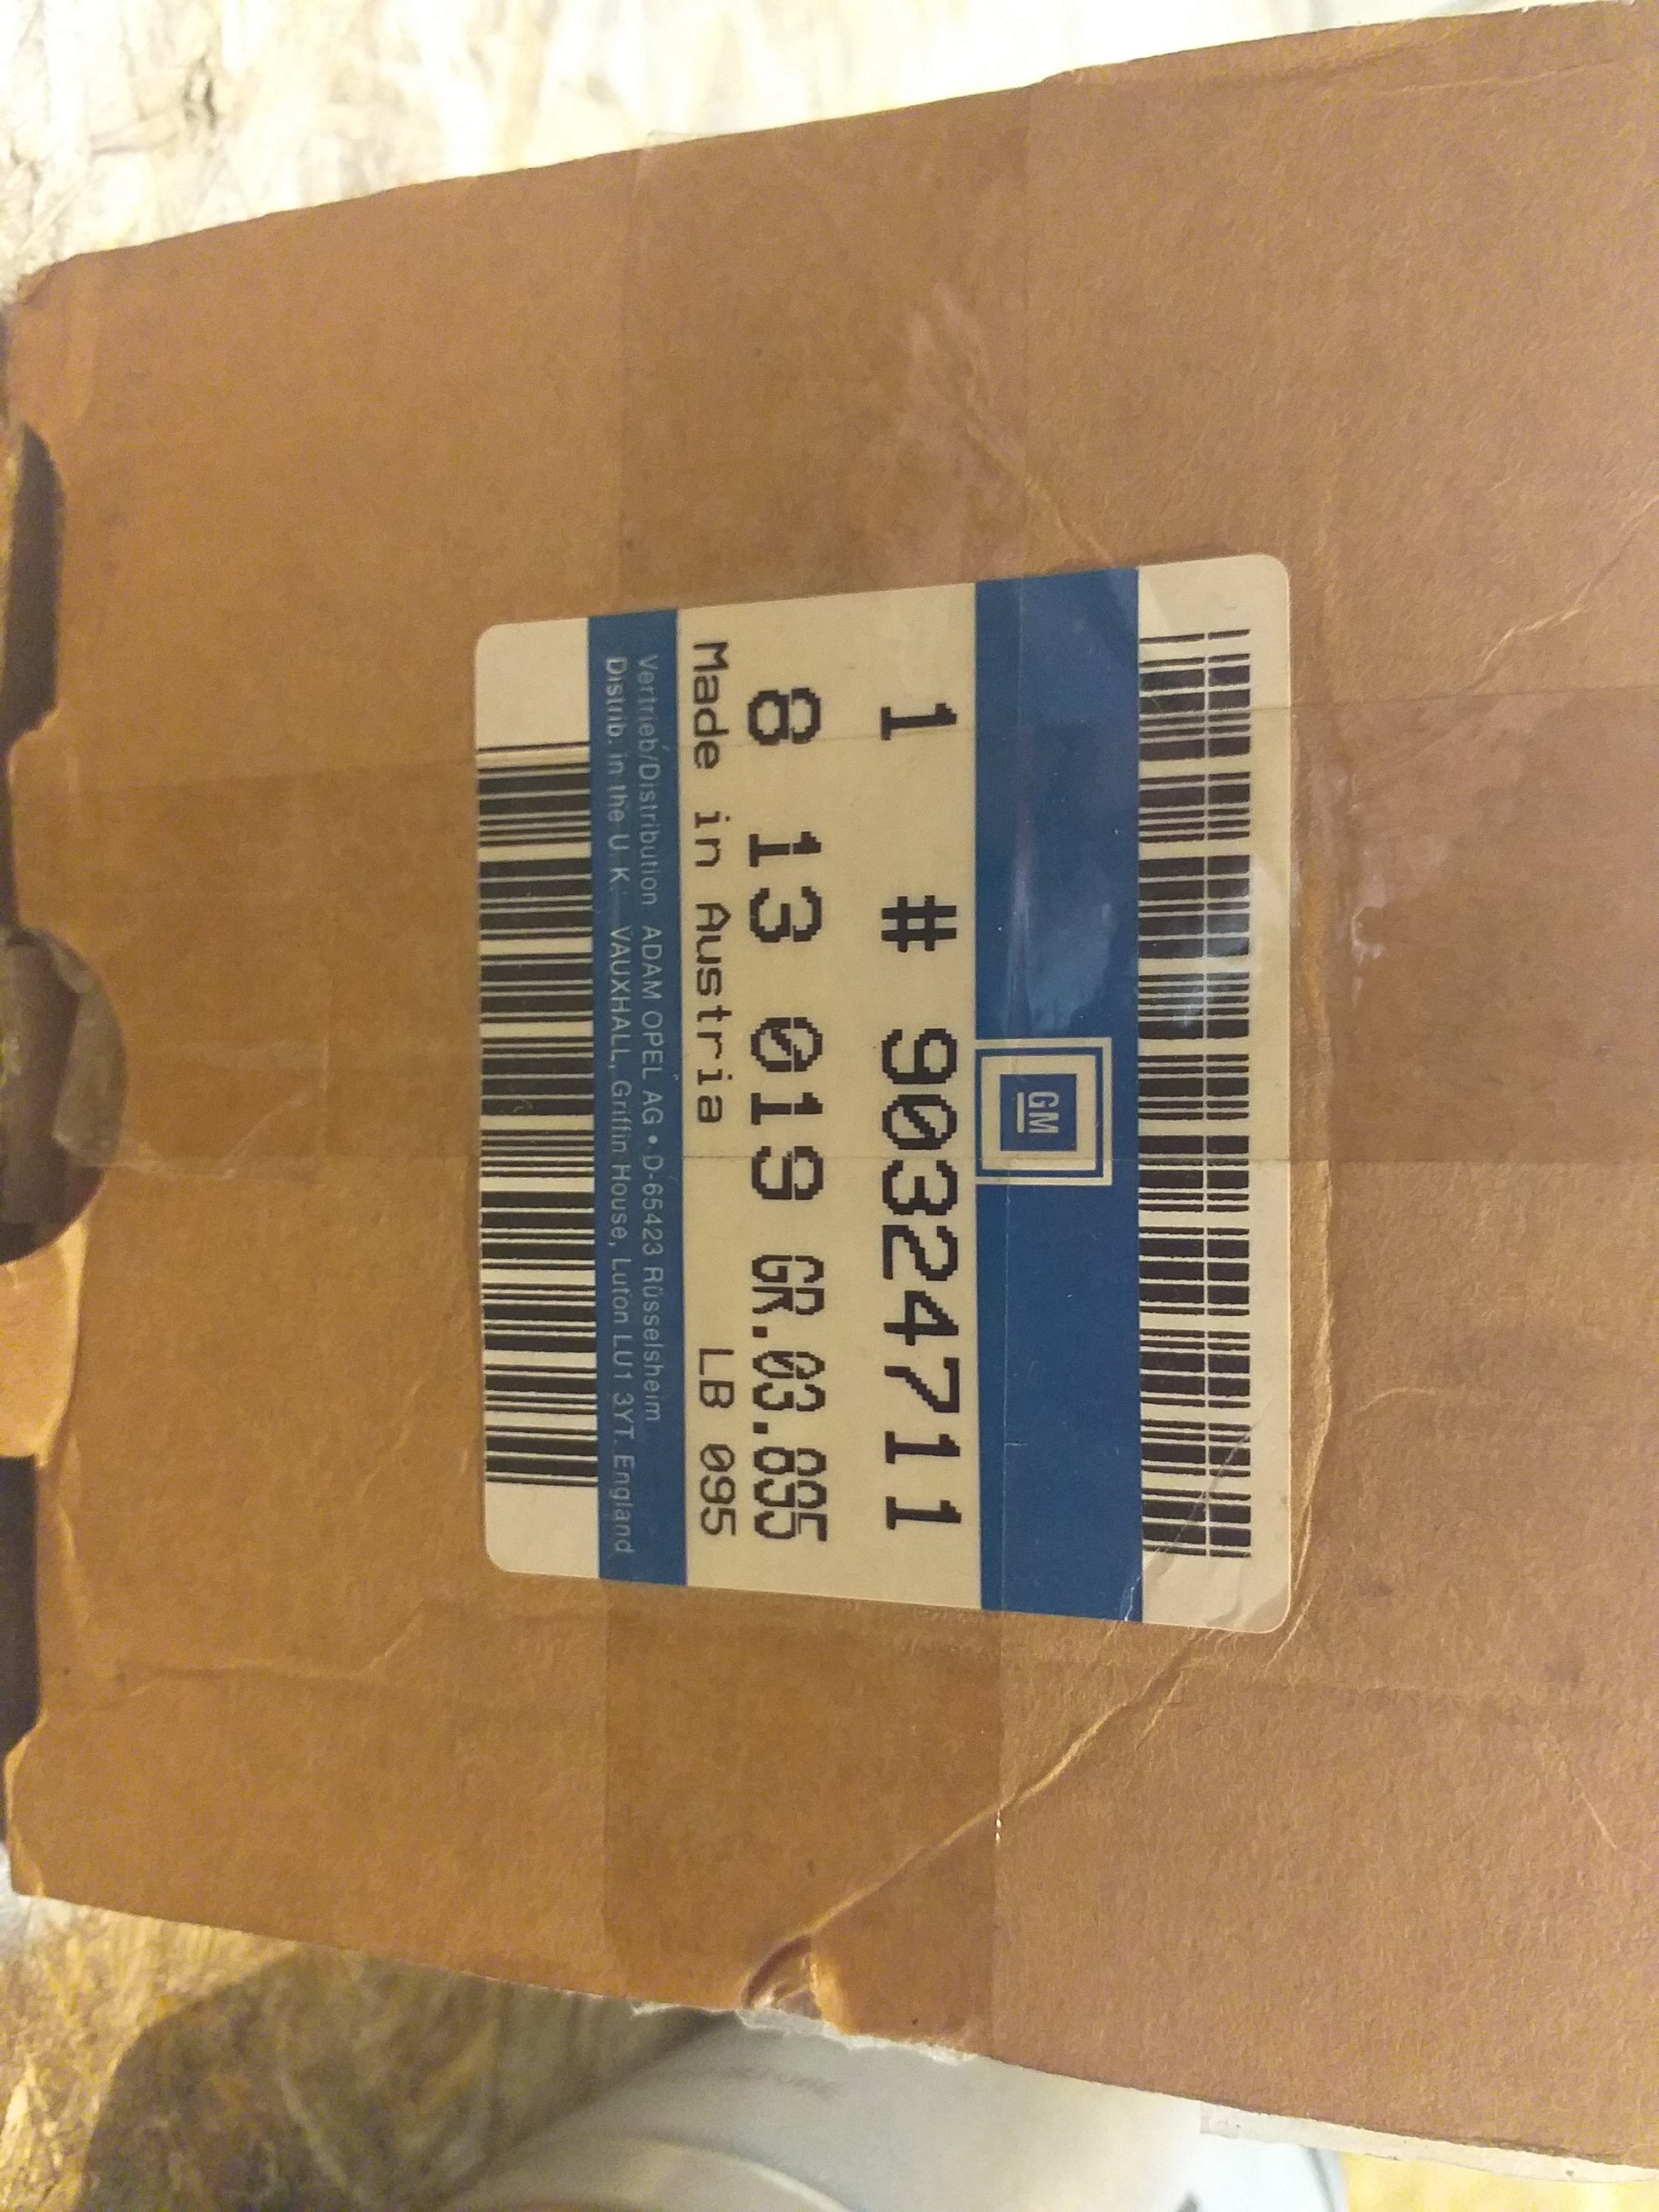 GM
1 # 90324711
8 13 019 GR.03.895
Made in Austria LB 095
Vertrieb/Distribution ADAM OPEL AG • D-65423 Rüsselsheim
Distrib. in the U.K. VAUXHALL, Griffin House, Luton LU1 3YT.England